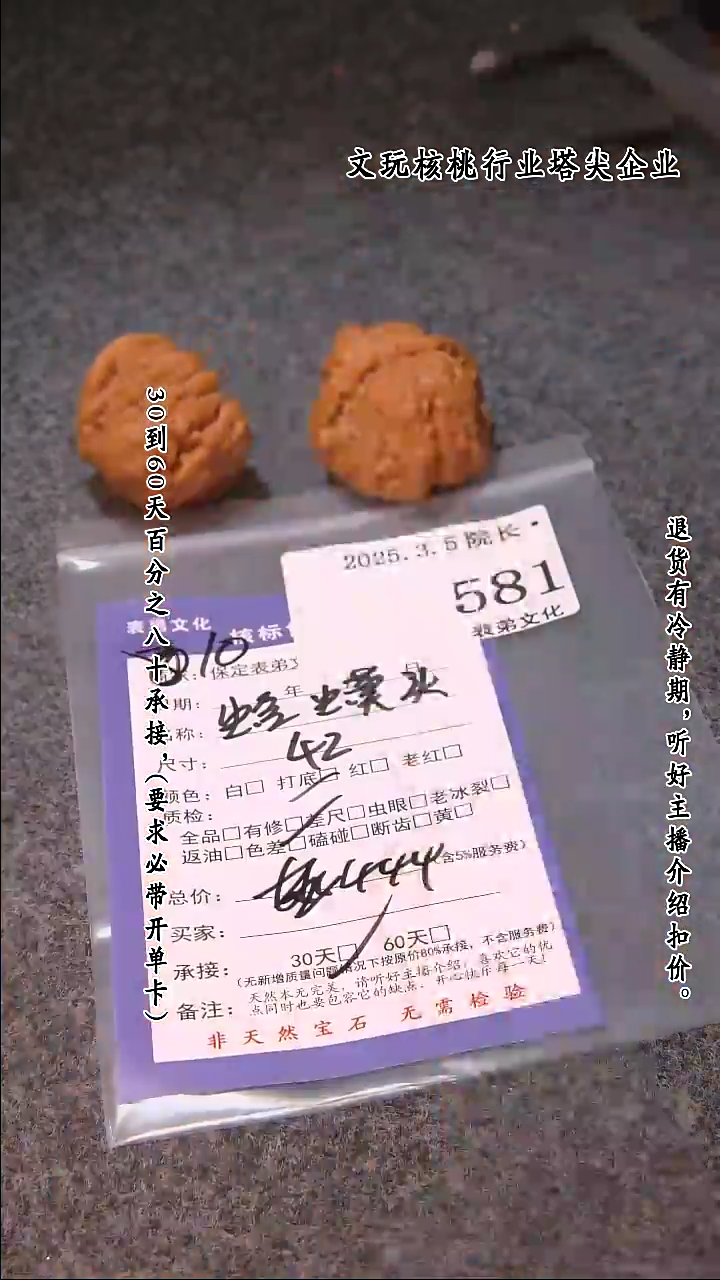 文玩核桃行业塔尖企业
30到60天百分之八十承接，（要求必带开单卡）
退货有冷静期，听好主播介绍扣价。
2025.3.5院长·
581
表弟文化
表弟文化
核标
10
保定表弟文
期： 年 月
称：
尺寸： 42
颜色：白□ 打底□ 红□ 老红□
质检：
全品□有修□差尺□虫眼□老冰裂□
返油□色差□磕碰□断齿□黄□
总价： 444 (含5%服务费)
买家：
承接： 30天□ 60天□
(无新增质量问题情况下按原价80%承接，不含服务费)
备注： 天然本无完美，请听好主播介绍，喜欢它的优
点同时也要包容它的缺点。开心快乐每一天！
非天然宝石 无需检验